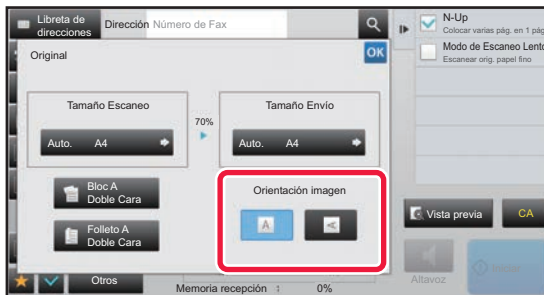 Libreta de
direcciones
Dirección
Número de Fax
N-Up
Colocar varias pág. en 1 pág
Modo de Escaneo Lento
Escanear orig. papel fino
Original
OK
Tamaño Escaneo
70%
Tamaño Envío
Auto. A4
Auto. A4
Bloc A
Doble Cara
Orientación imagen
A
A
Folleto A
Doble Cara
Vista previa
CA
Otros
Memoria recepción : 0%
Altavoz